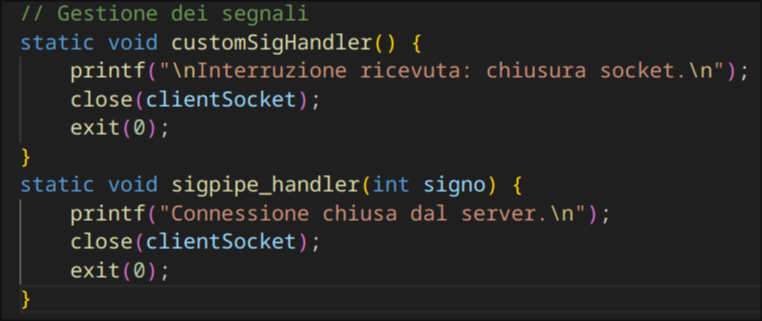 // Gestione dei segnali
static void customSigHandler() {
    printf("\nInterruzione ricevuta: chiusura socket.\n");
    close(clientSocket);
    exit(0);
}
static void sigpipe_handler(int signo) {
    printf("Connessione chiusa dal server.\n");
    close(clientSocket);
    exit(0);
}